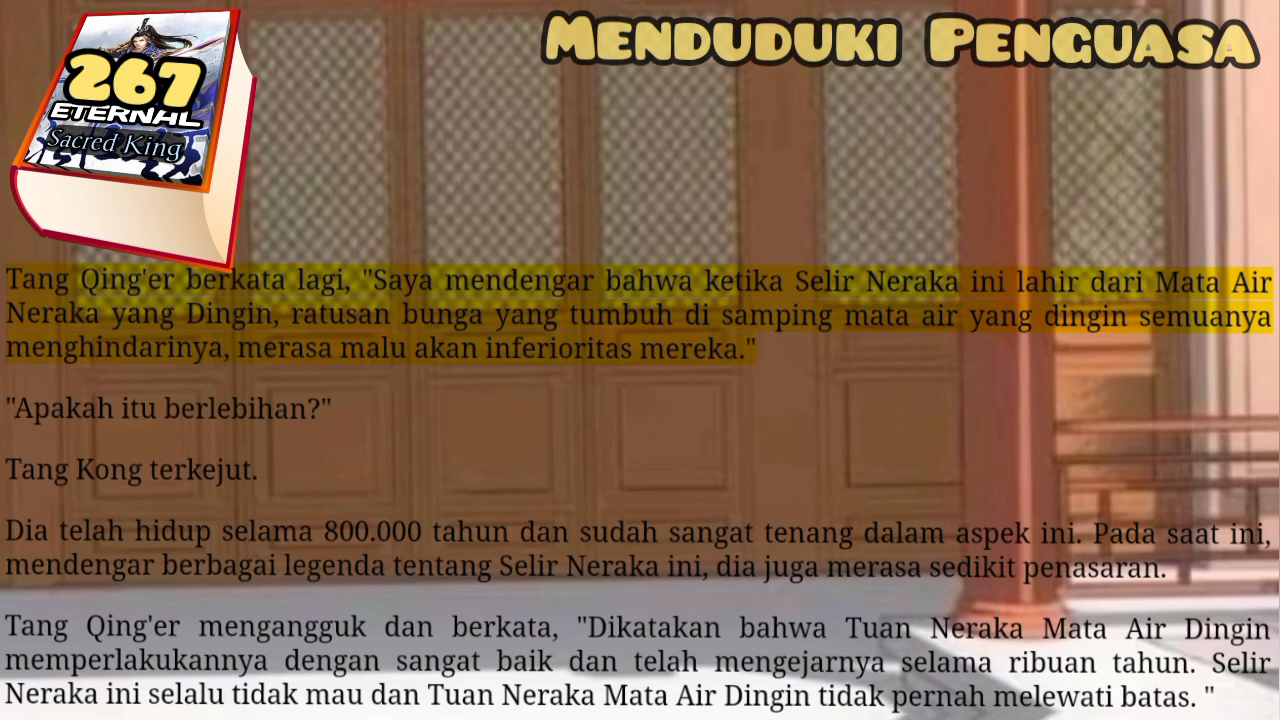 Menduduki Penguasa
267
ETERNAL
Sacred King
Tang Qing'er berkata lagi, "Saya mendengar bahwa ketika Selir Neraka ini lahir dari Mata Air
Neraka yang Dingin, ratusan bunga yang tumbuh di samping mata air yang dingin semuanya
menghindarinya, merasa malu akan inferioritas mereka."
"Apakah itu berlebihan?"
Tang Kong terkejut.
Dia telah hidup selama 800.000 tahun dan sudah sangat tenang dalam aspek ini. Pada saat ini,
mendengar berbagai legenda tentang Selir Neraka ini, dia juga merasa sedikit penasaran.
Tang Qing'er mengangguk dan berkata, "Dikatakan bahwa Tuan Neraka Mata Air Dingin
memperlakukannya dengan sangat baik dan telah mengejarnya selama ribuan tahun. Selir
Neraka ini selalu tidak mau dan Tuan Neraka Mata Air Dingin tidak pernah melewati batas. "